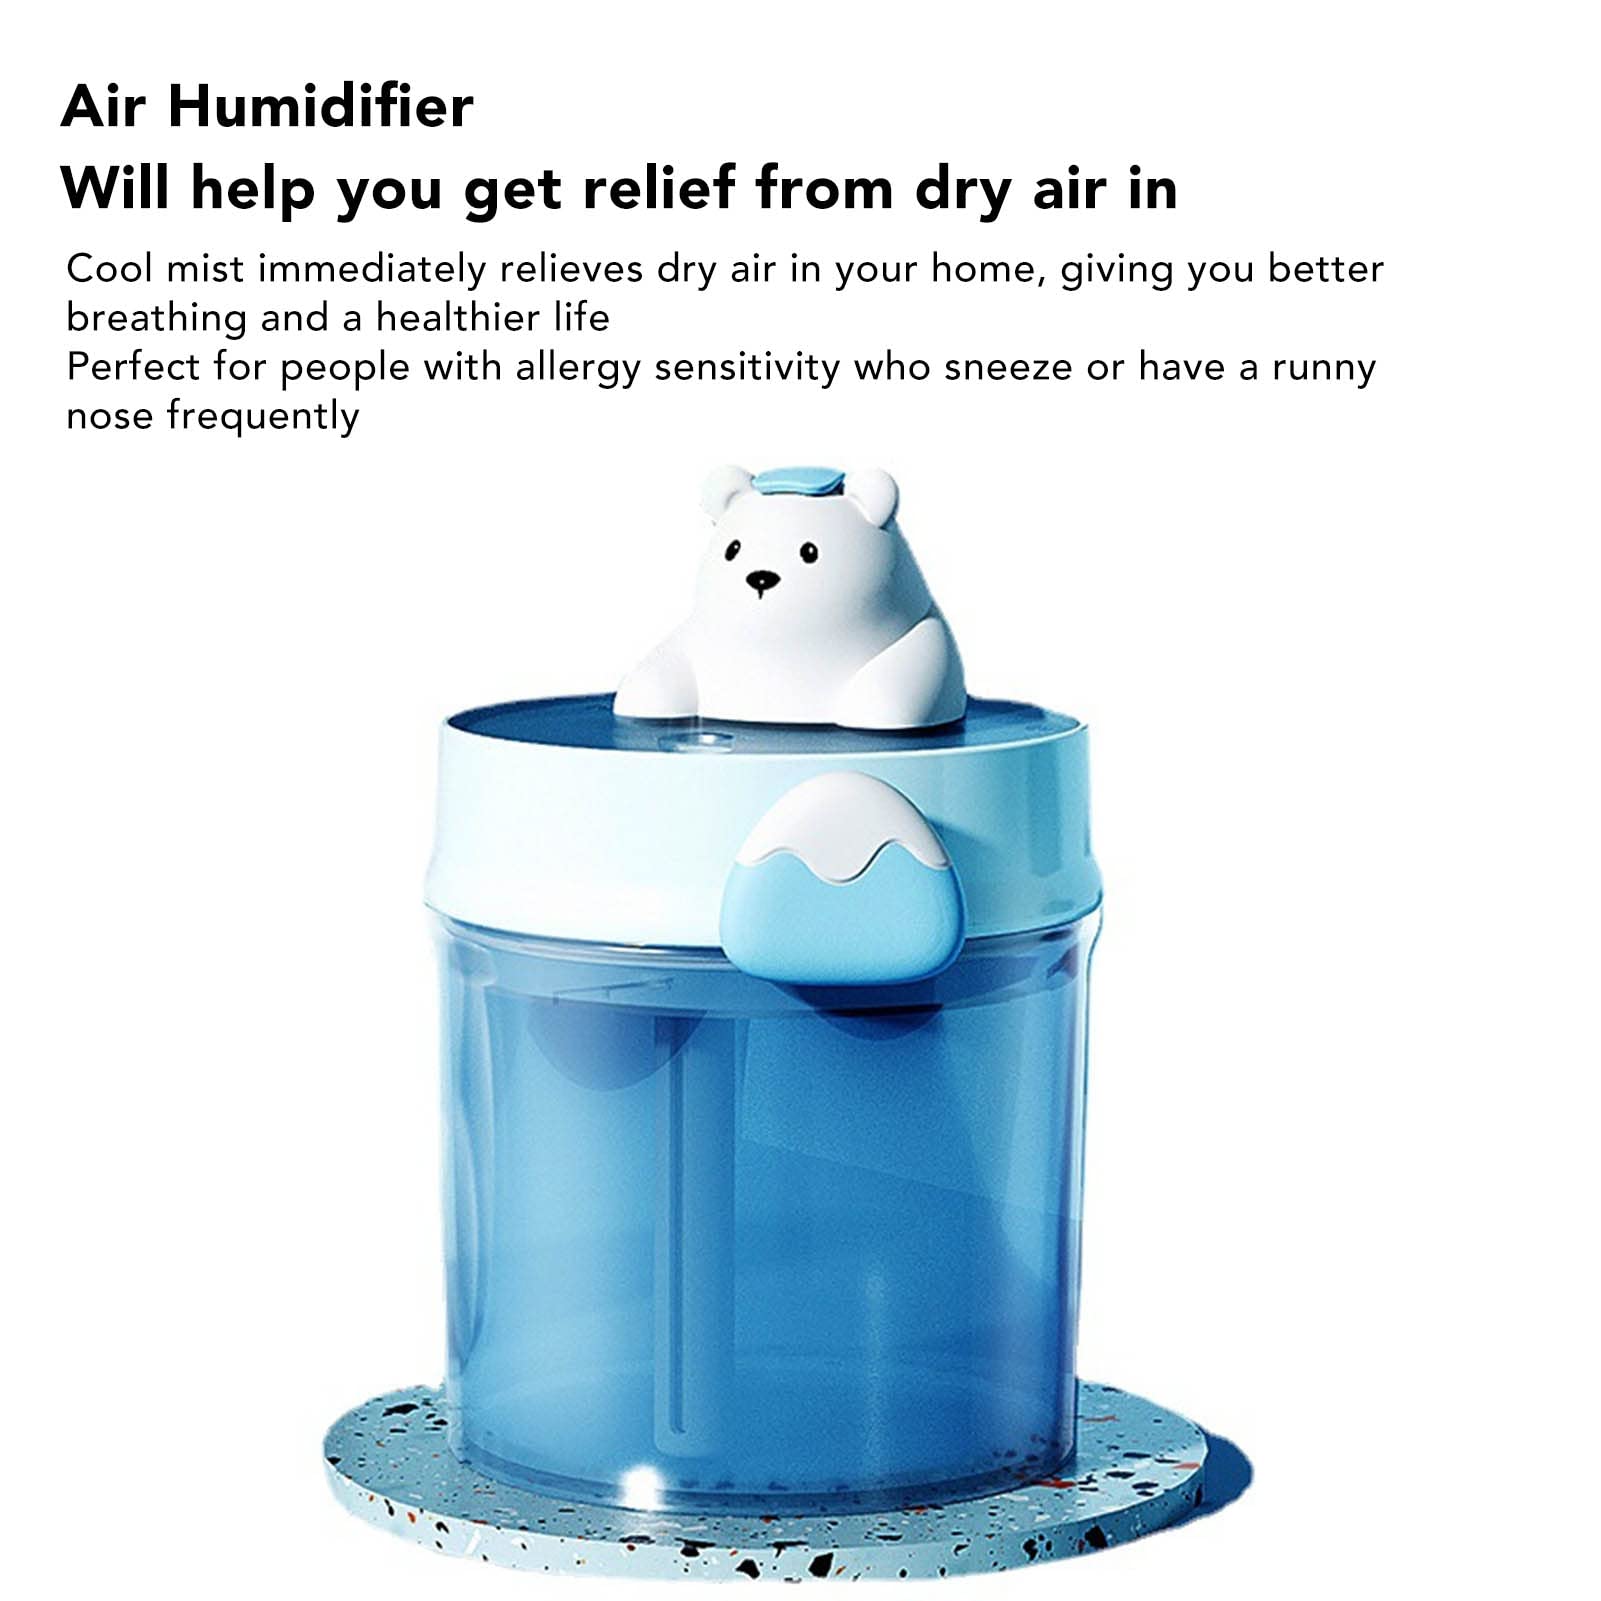 Air Humidifier
Will help you get relief from dry air in
Cool mist immediately relieves dry air in your home, giving you better
breathing and a healthier life
Perfect for people with allergy sensitivity who sneeze or have a runny
nose frequently